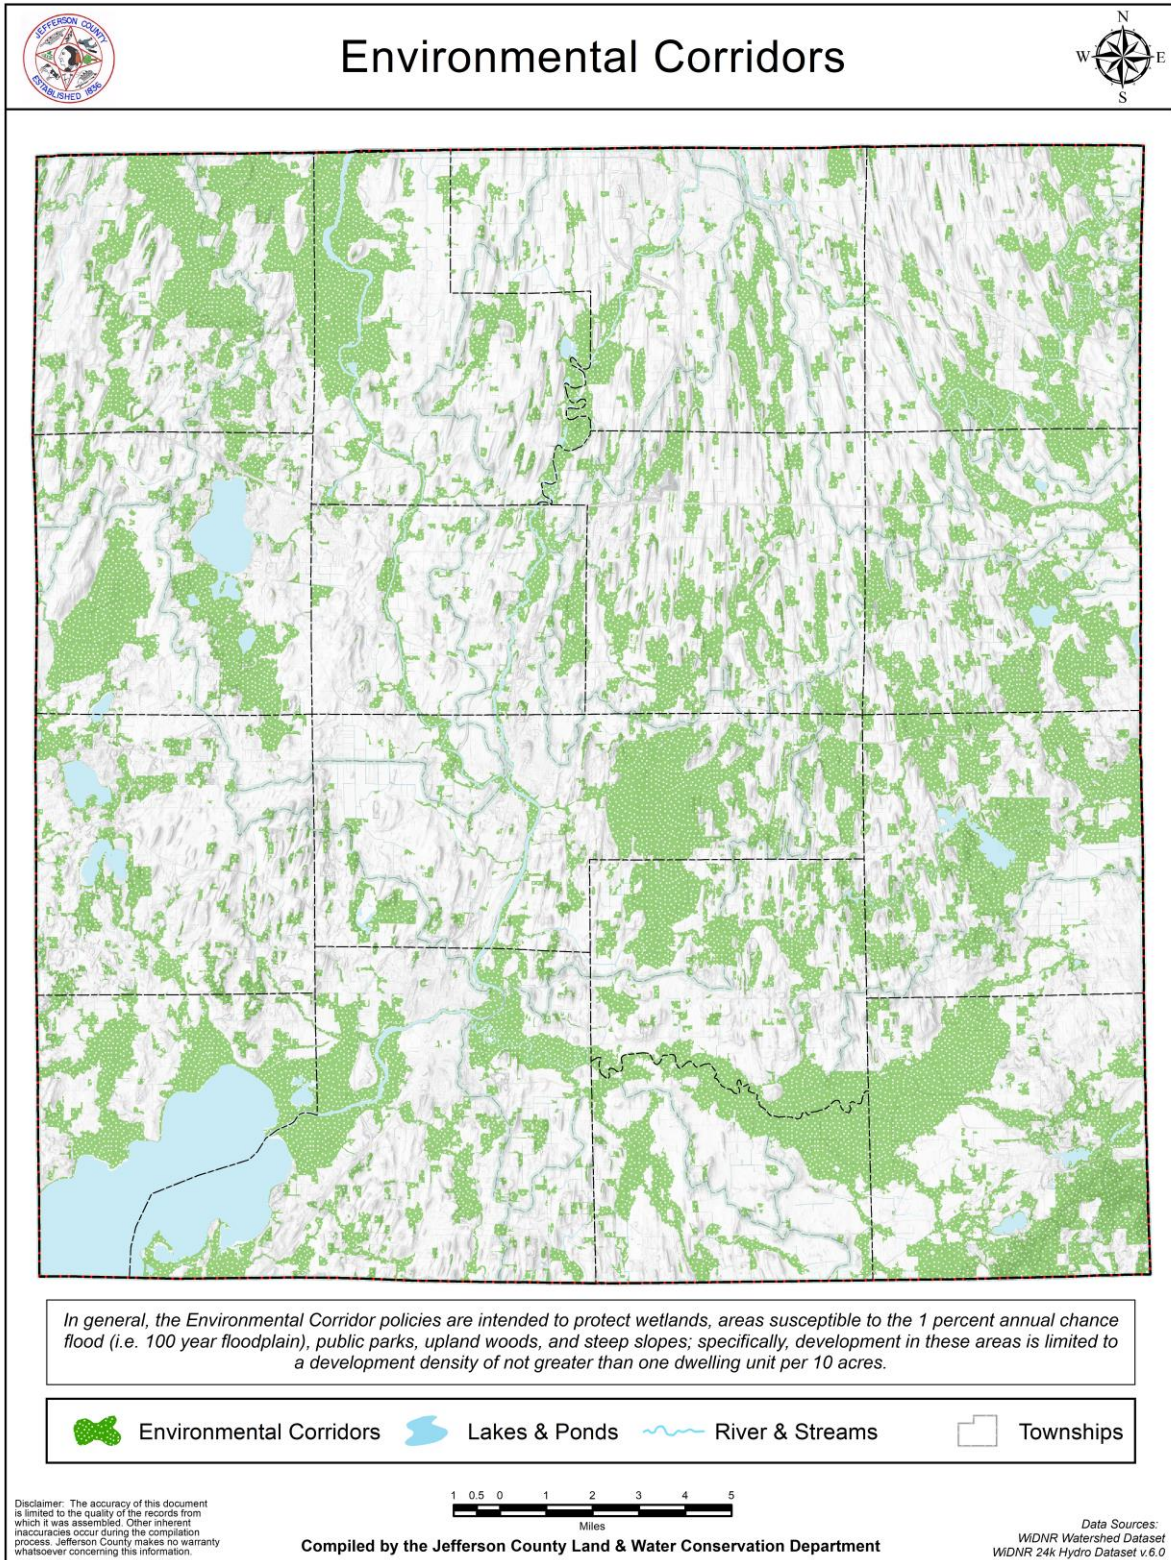 JEFFERSON COUNTY
ESTABLISHED 1836
Environmental Corridors
N
W E
S
In general, the Environmental Corridor policies are intended to protect wetlands, areas susceptible to the 1 percent annual chance
flood (i.e. 100 year floodplain), public parks, upland woods, and steep slopes; specifically, development in these areas is limited to
a development density of not greater than one dwelling unit per 10 acres.
Environmental Corridors Lakes & Ponds River & Streams Townships
Disclaimer: The accuracy of this document
is limited to the quality of the records from
which it was assembled. Other inherent
inaccuracies occur during the compilation
process. Jefferson County makes no warranty
whatsoever concerning this information.
1 0.5 0 1 2 3 4 5
Miles
Compiled by the Jefferson County Land & Water Conservation Department
Data Sources:
WiDNR Watershed Dataset
WiDNR 24k Hydro Dataset v.6.0